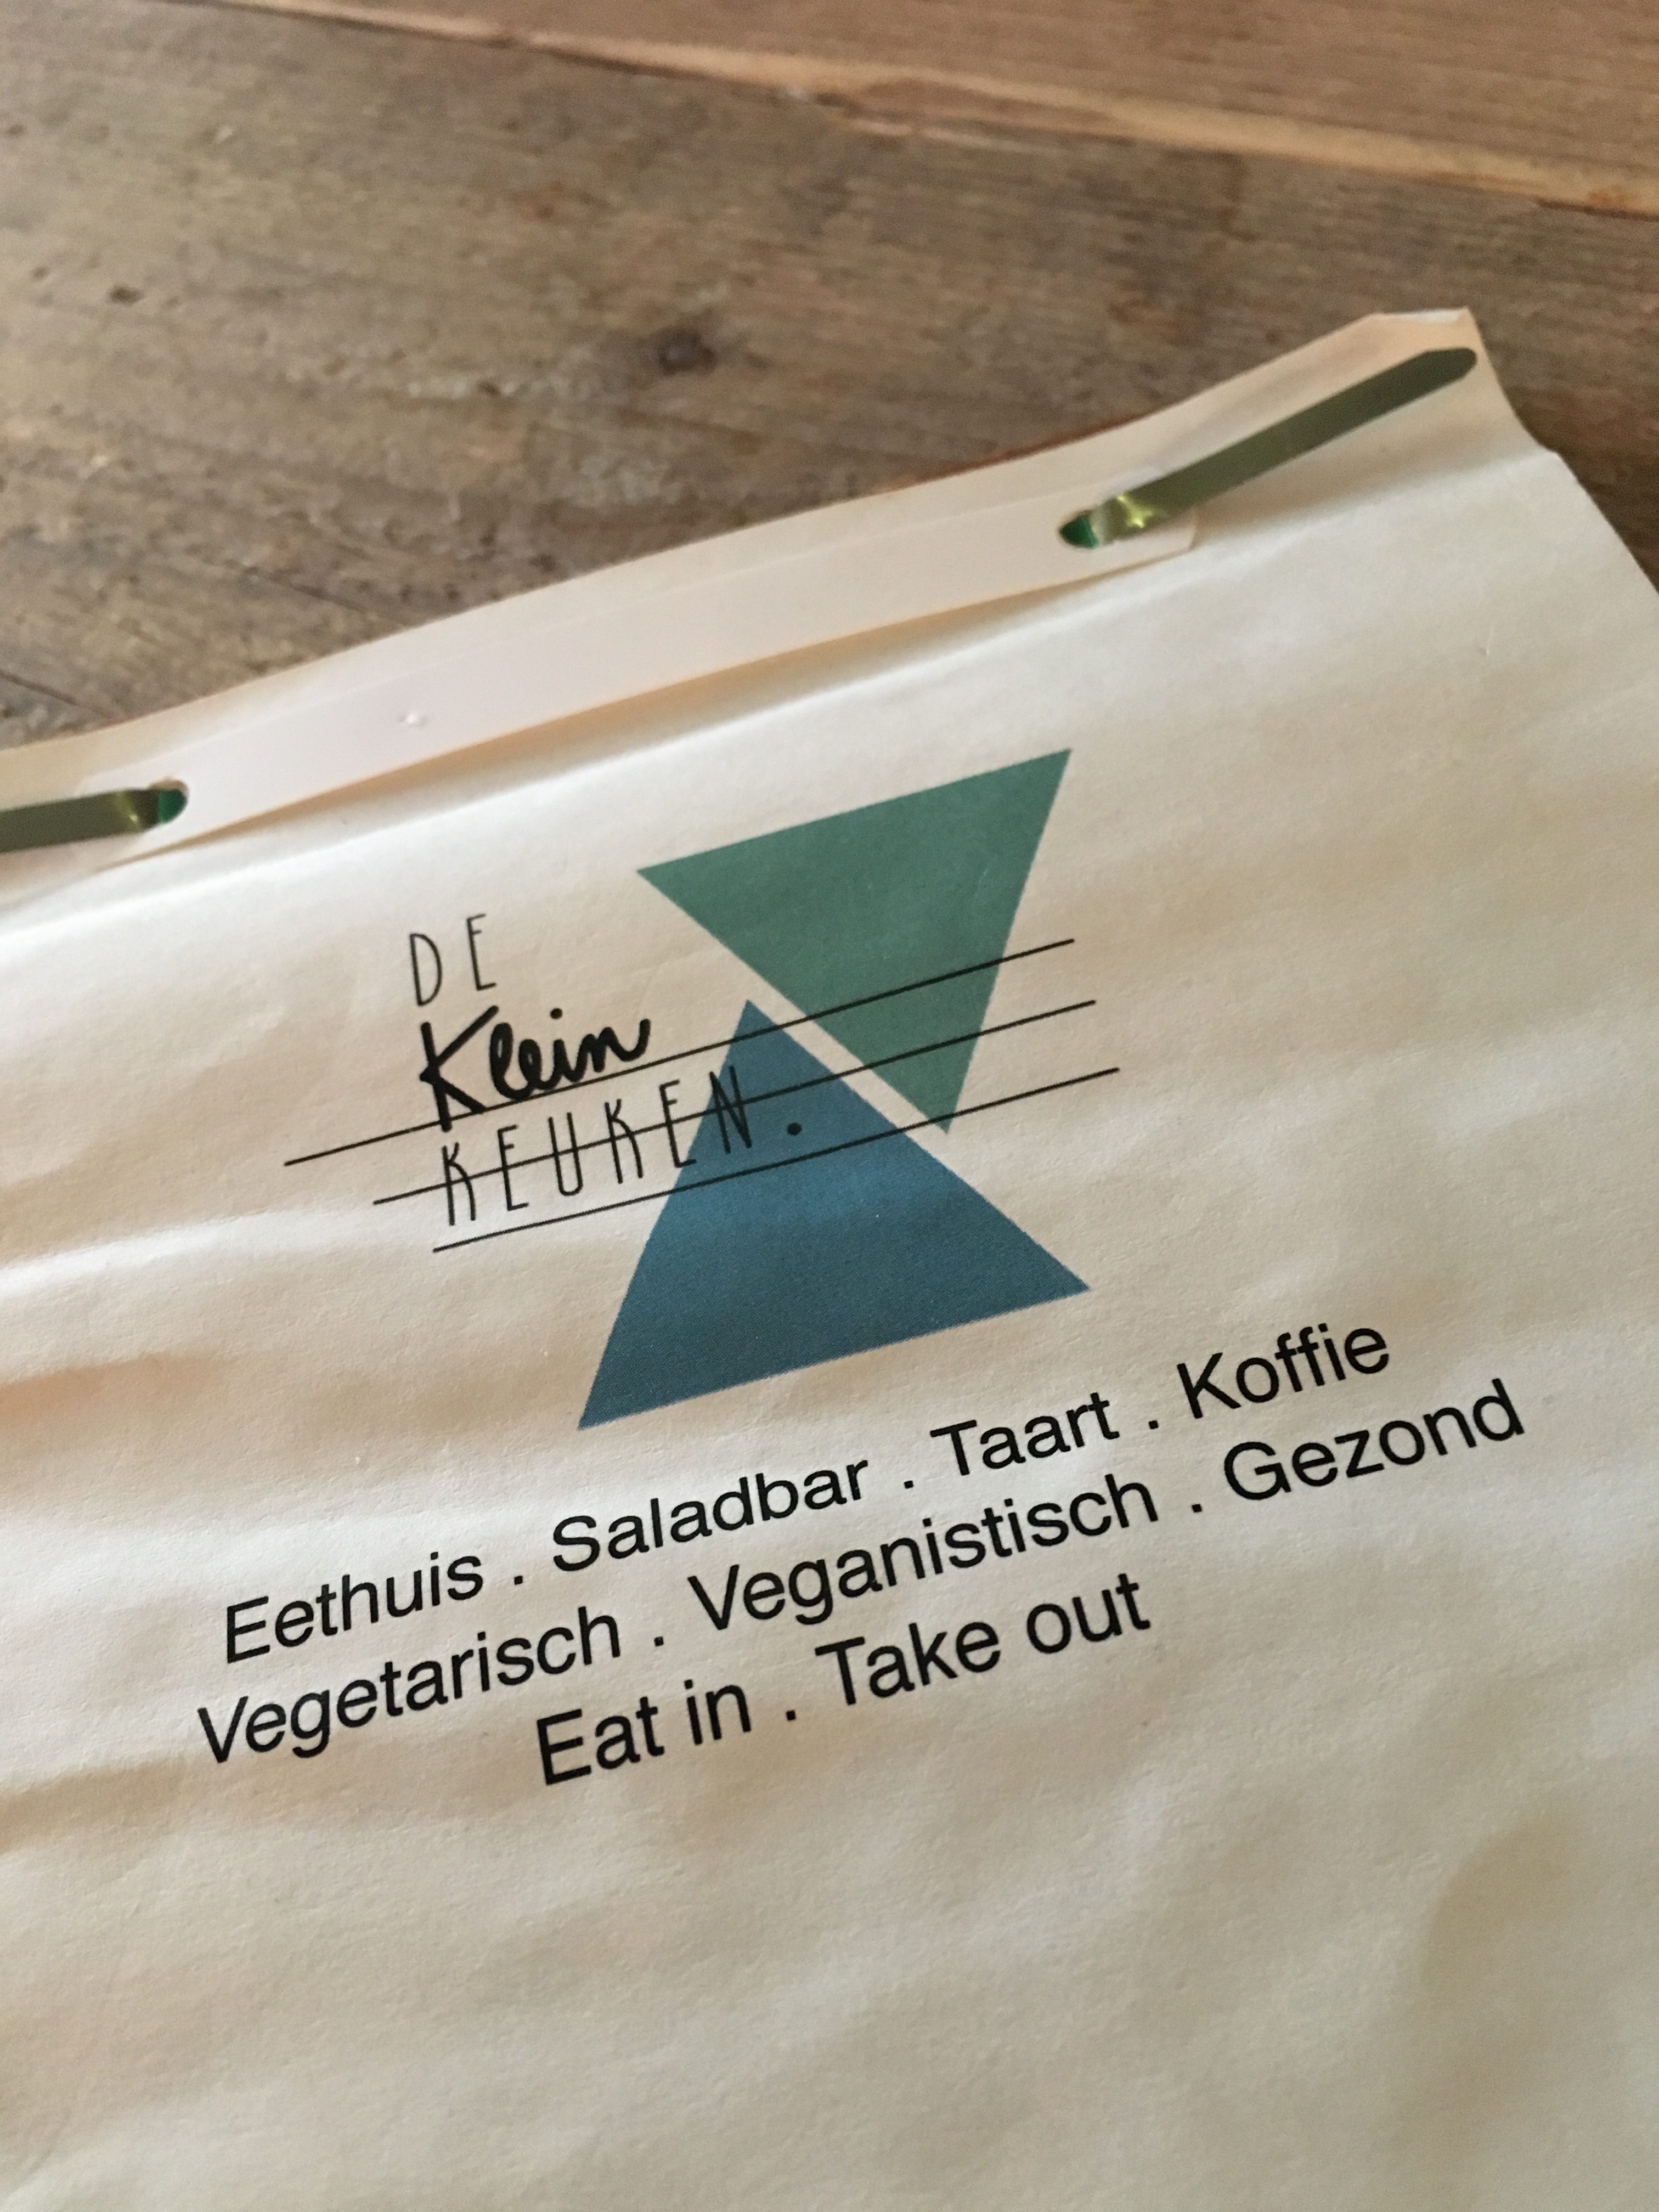 DE
Klein
KEUKEN.
Eethuis . Saladbar . Taart . Koffie
Vegetarisch . Veganistisch . Gezond
Eat in . Take out